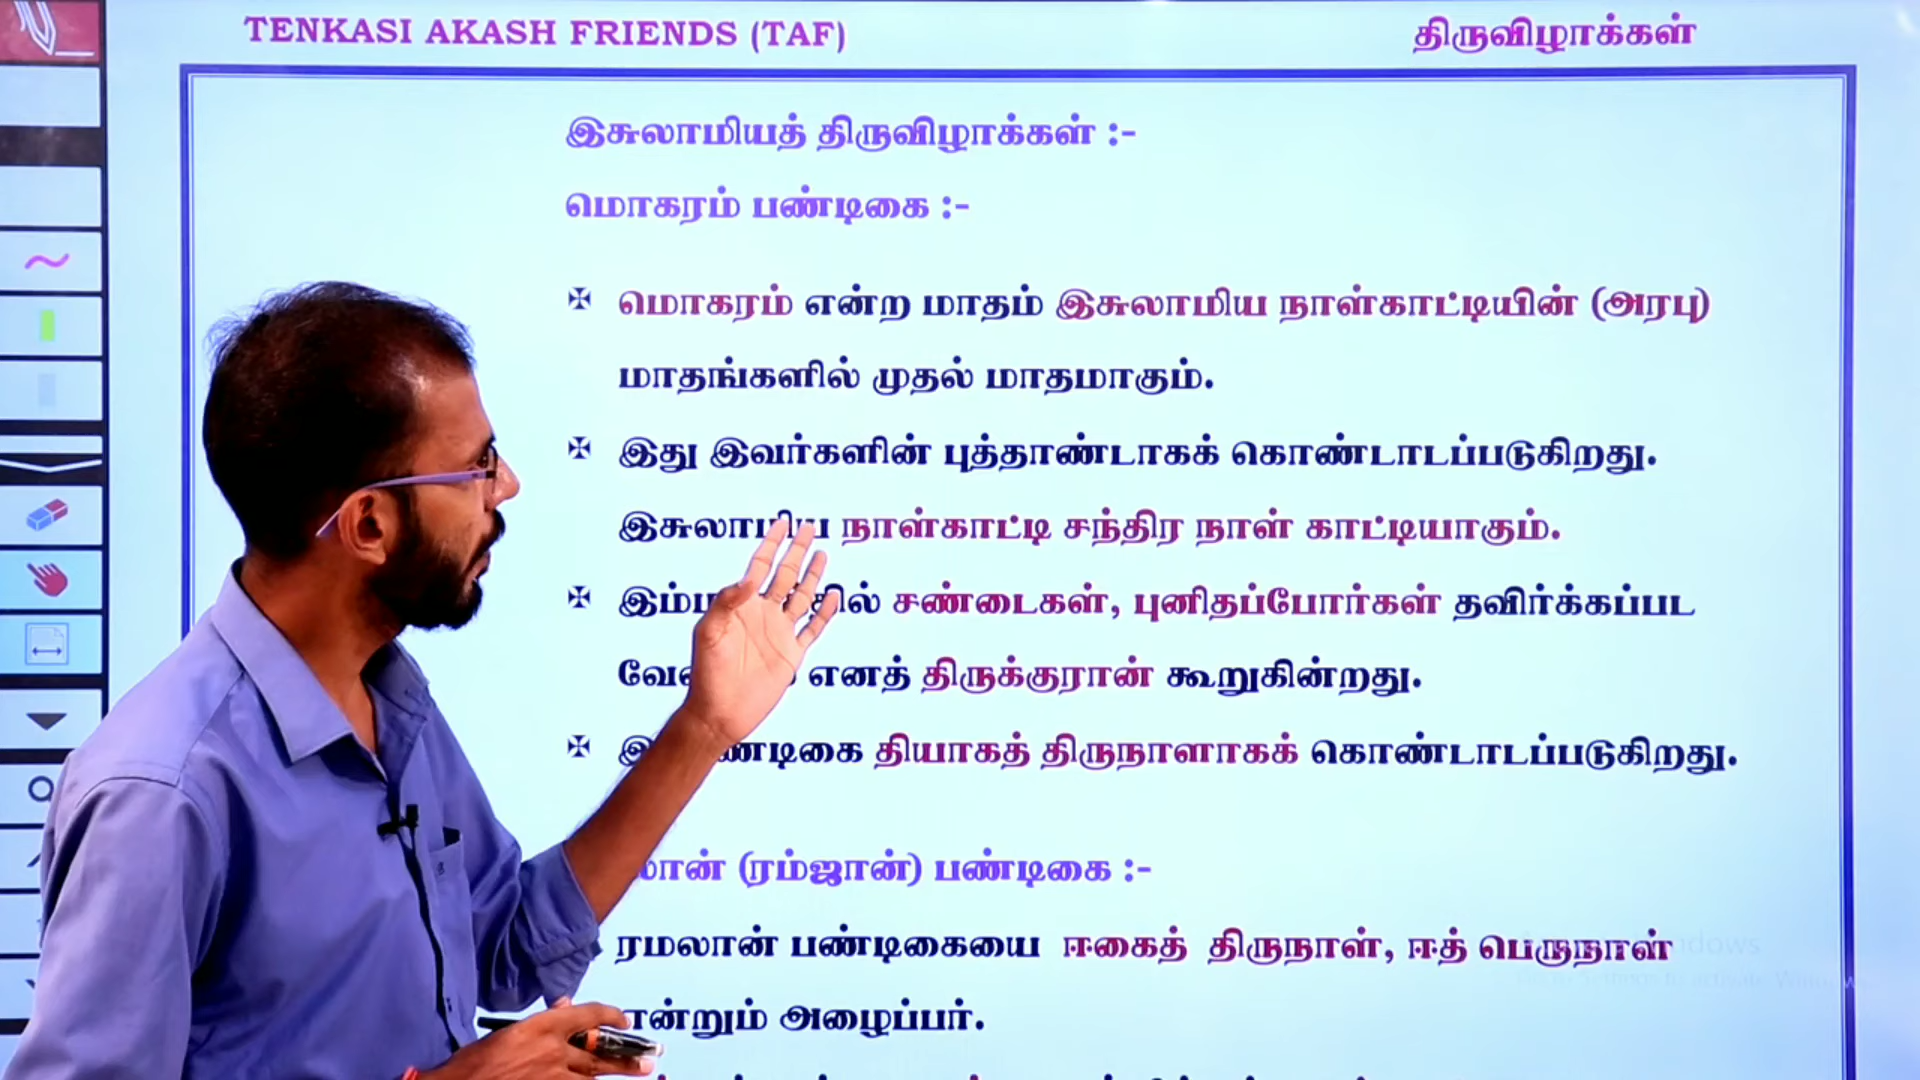 TENKASI AKASH FRIENDS (TAF)
திருவிழாக்கள்
இசுலாமியத் திருவிழாக்கள் :-
மொகரம் பண்டிகை :-
✠ மொகரம் என்ற மாதம் இசுலாமிய நாள்காட்டியின் (அரபு)
மாதங்களில் முதல் மாதமாகும்.
✠ இது இவர்களின் புத்தாண்டாகக் கொண்டாடப்படுகிறது.
இசுலாமிய நாள்காட்டி சந்திர நாள் காட்டியாகும்.
✠ சண்டைகள், புனிதப்போர்கள் தவிர்க்கப்பட
எனத் திருக்குரான் கூறுகின்றது.
✠ தியாகத் திருநாளாகக் கொண்டாடப்படுகிறது.
(ரம்ஜான்) பண்டிகை :-
ரமலான் பண்டிகையை ஈகைத் திருநாள், ஈத் பெருநாள்
என்றும் அழைப்பர்.